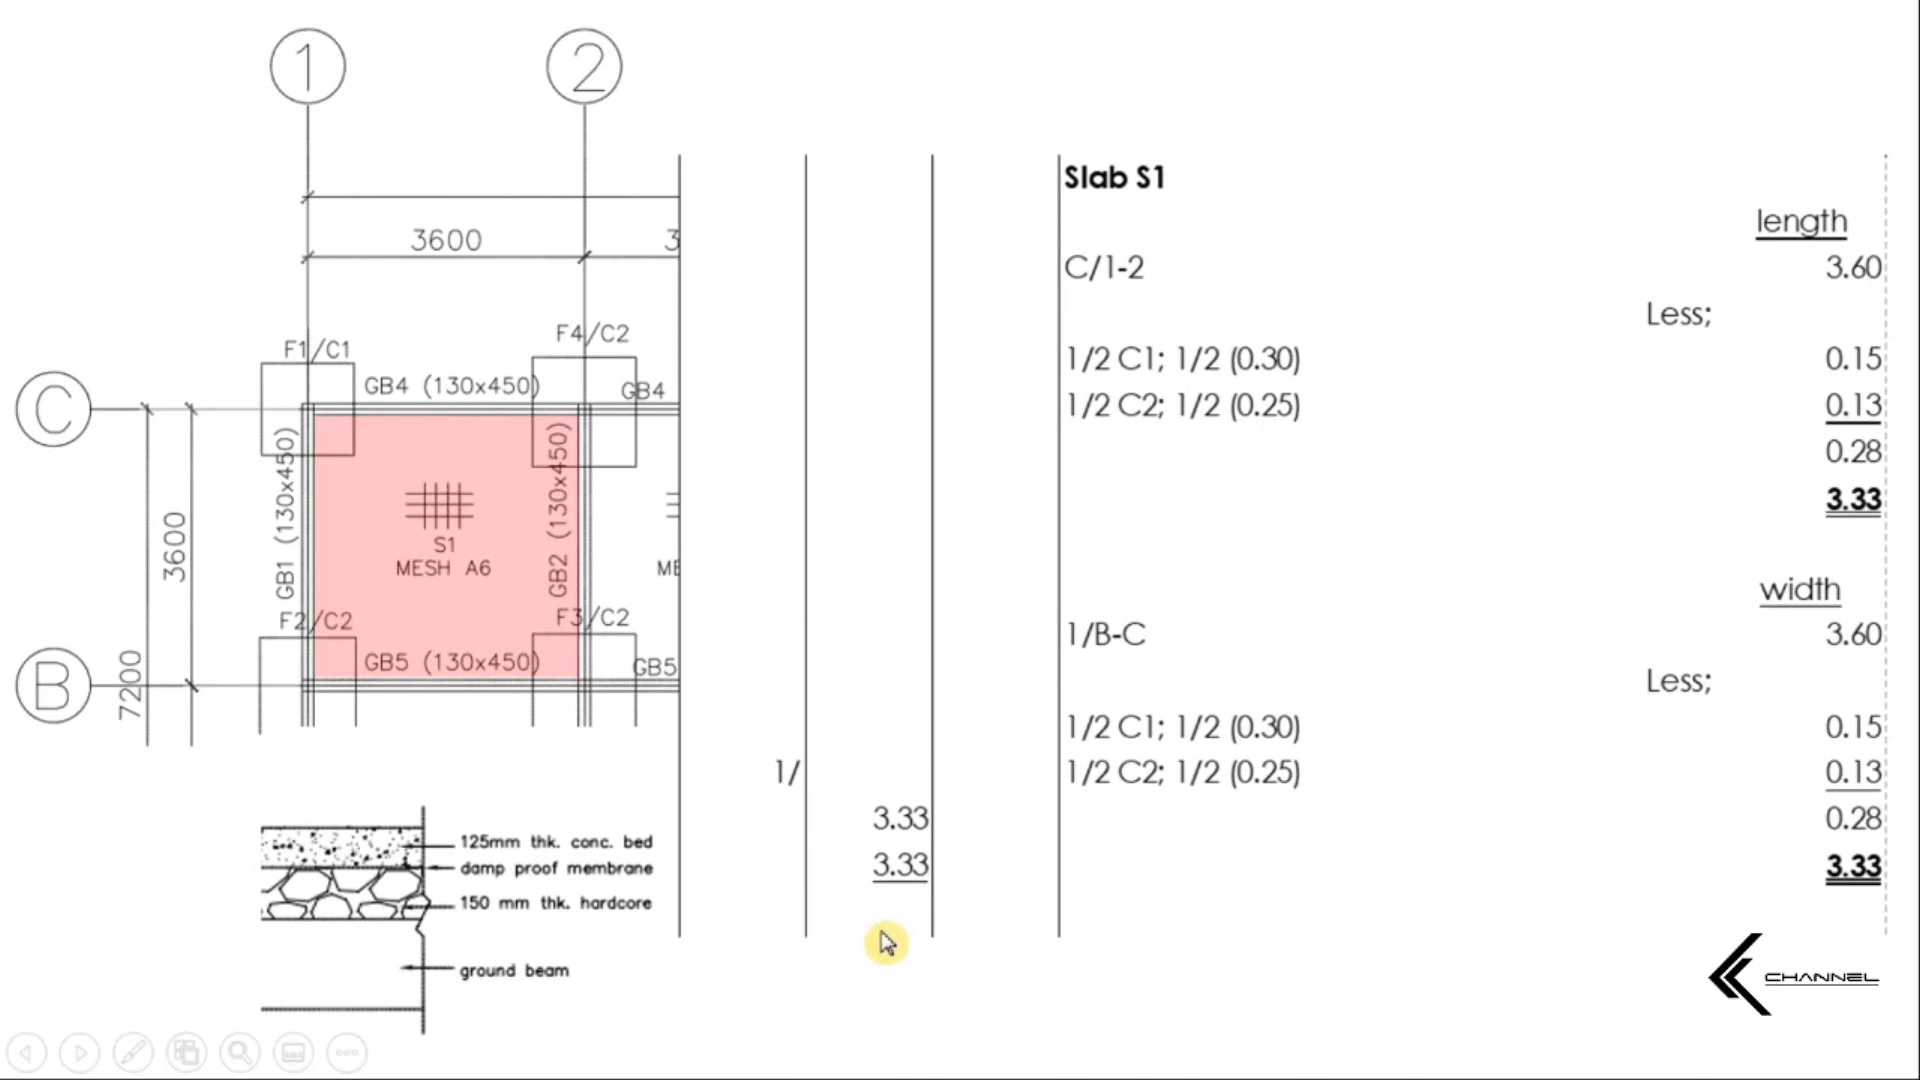 1
2
3600
3
F1/C1
F4/C2
GB4 (130x450)
GB4
C
GB1 (130x450)
GB2 (130x450)
3600
7200
S1
MESH A6
ME
F2/C2
F3/C2
GB5 (130x450)
GB5
B
125mm thk. conc. bed
damp proof membrane
150 mm thk. hardcore
ground beam
1/
3.33
3.33
Slab S1
length
C/1-2 3.60
Less;
1/2 C1; 1/2 (0.30) 0.15
1/2 C2; 1/2 (0.25) 0.13
0.28
3.33
width
1/B-C 3.60
Less;
1/2 C1; 1/2 (0.30) 0.15
1/2 C2; 1/2 (0.25) 0.13
0.28
3.33
CHANNEL